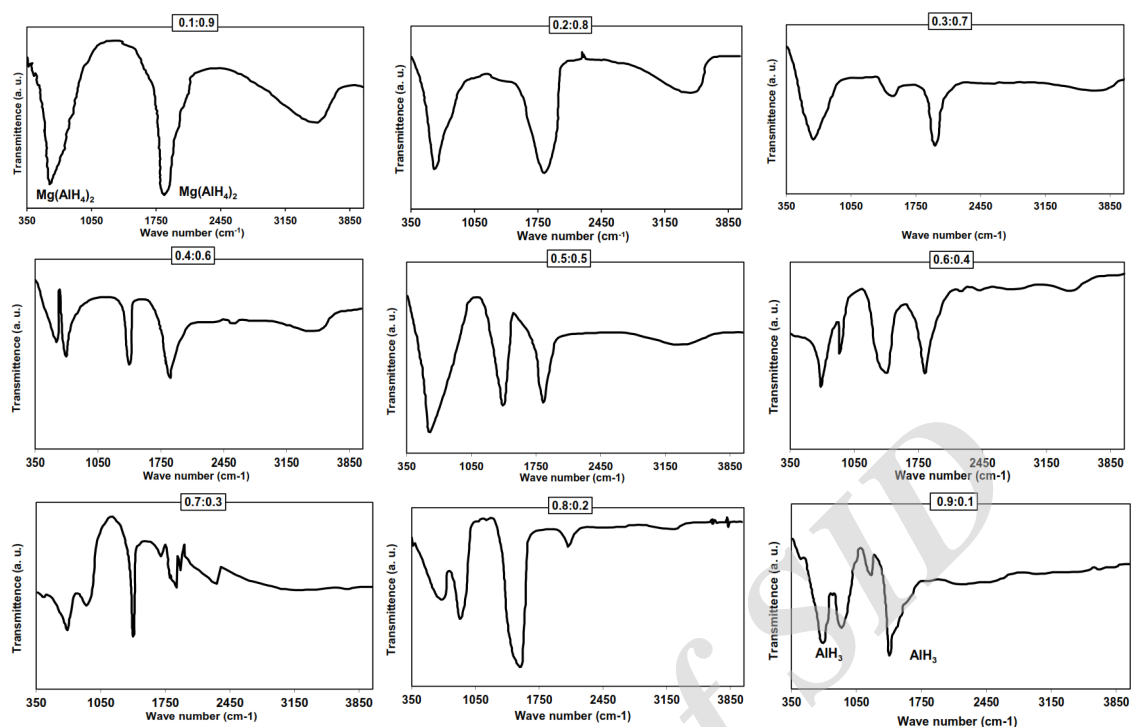 0.1:0.9
Transmittence (a. u.)
Mg(AlH4)2
Mg(AlH4)2
350 1050 1750 2450 3150 3850
Wave number (cm-1)
0.2:0.8
Transmittence (a. u.)
350 1050 1750 2450 3150 3850
Wave number (cm-1)
0.3:0.7
Transmittence (a. u.)
350 1050 1750 2450 3150 3850
Wave number (cm-1)
0.4:0.6
Transmittence (a. u.)
350 1050 1750 2450 3150 3850
Wave number (cm-1)
0.5:0.5
Transmittence (a. u.)
350 1050 1750 2450 3150 3850
Wave number (cm-1)
0.6:0.4
Transmittence (a. u.)
350 1050 1750 2450 3150 3850
Wave number (cm-1)
0.7:0.3
Transmittence (a. u.)
350 1050 1750 2450 3150 3850
Wave number (cm-1)
0.8:0.2
Transmittence (a. u.)
350 1050 1750 2450 3150 3850
Wave number (cm-1)
0.9:0.1
Transmittence (a. u.)
AlH3
AlH3
350 1050 1750 2450 3150 3850
Wave number (cm-1)
f SID